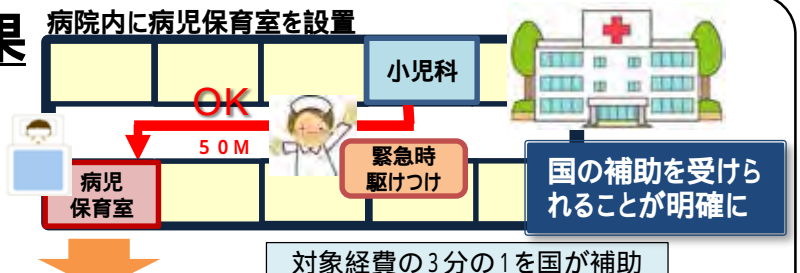 果
病院内に病児保育室を設置
小児科
OK
50M
緊急時
駆けつけ
病児
保育室
国の補助を受けら
れることが明確に
対象経費の3分の1を国が補助